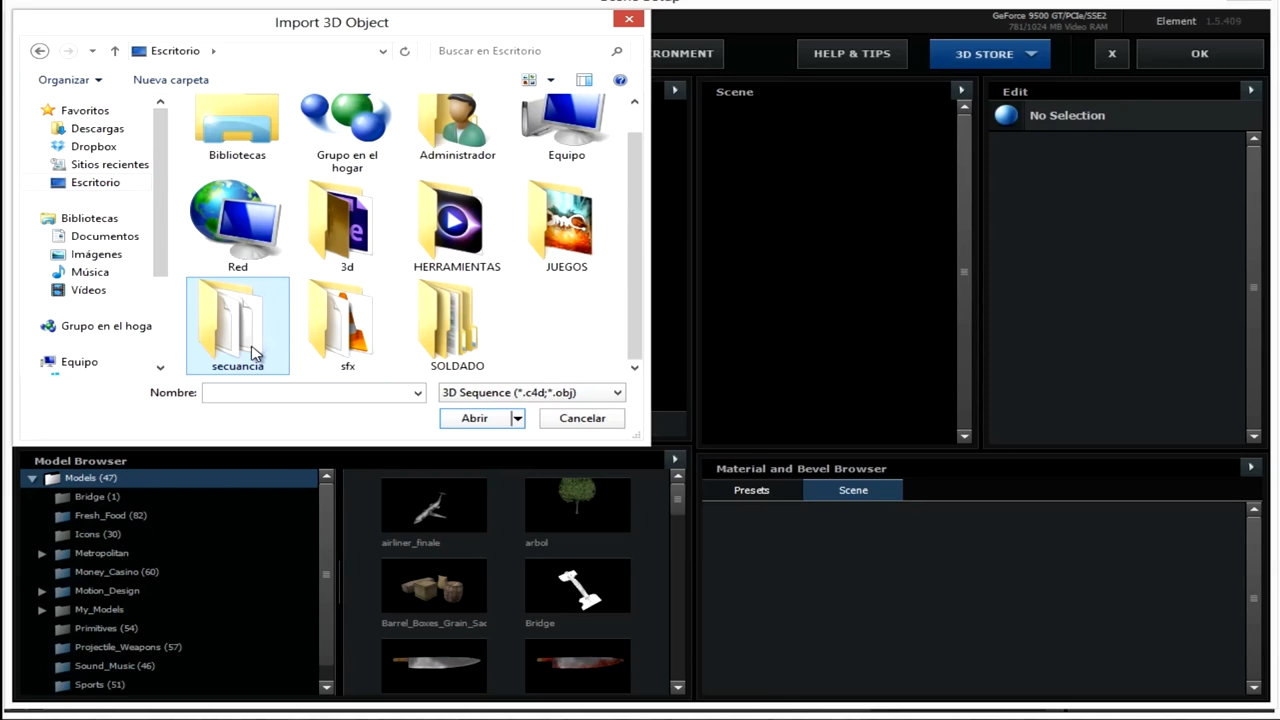 Import 3D Object
GeForce 9500 GT/PCIe/SSE2
781/1024 MB Video RAM
Element 1.5.409
Escritorio
Buscar en Escritorio
RONMENT
HELP & TIPS
3D STORE
X
OK
Organizar
Nueva carpeta
Scene
Edit
No Selection
Favoritos
Descargas
Dropbox
Sitios recientes
Escritorio
Bibliotecas
Documentos
Imágenes
Música
Vídeos
Grupo en el hoga
Equipo
Bibliotecas
Grupo en el
hogar
Administrador
Equipo
Red
3d
HERRAMIENTAS
JUEGOS
secuancia
sfx
SOLDADO
Nombre:
3D Sequence (*.c4d;*.obj)
Abrir
Cancelar
Model Browser
Models (47)
Bridge (1)
Fresh_Food (82)
Icons (30)
Metropolitan
Money_Casino (60)
Motion_Design
My_Models
Primitives (54)
Projectile_Weapons (57)
Sound_Music (46)
Sports (51)
airliner_finale
arbol
Barrel_Boxes_Grain_Sac
Bridge
Material and Bevel Browser
Presets
Scene